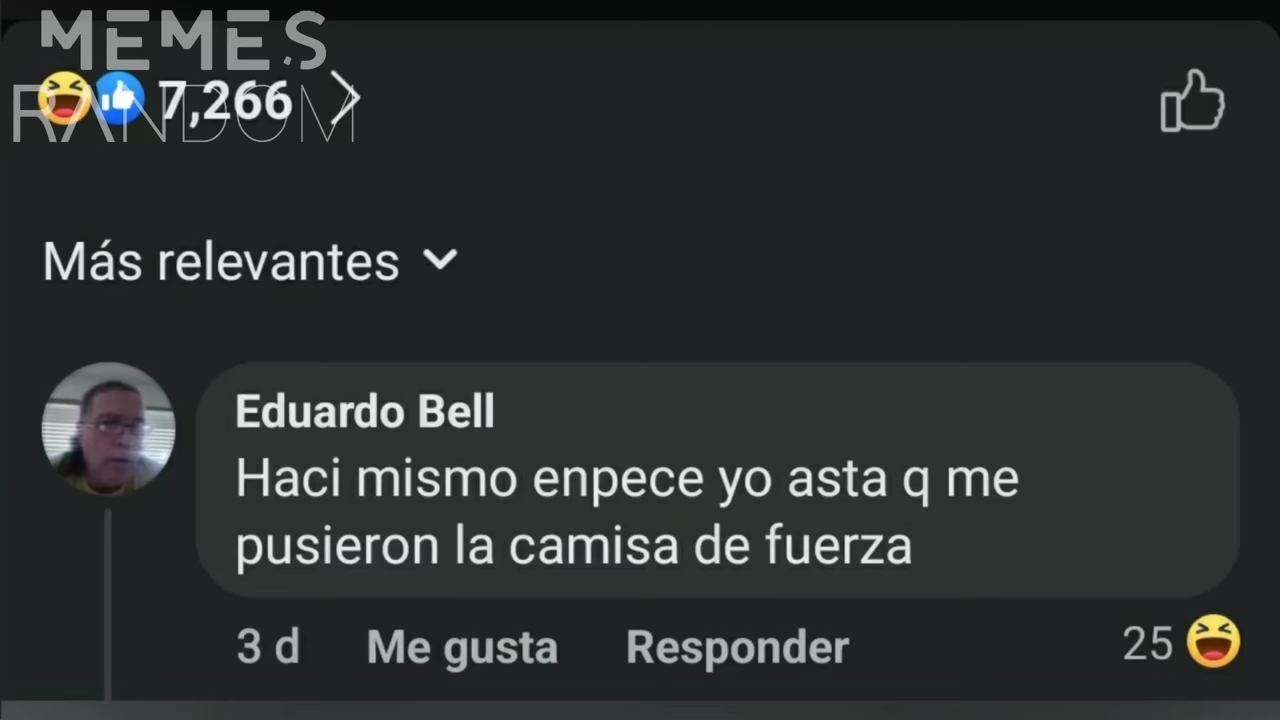 MEMES
RANDOM
7,266
Más relevantes
Eduardo Bell
Haci mismo enpece yo asta q me
pusieron la camisa de fuerza
3 d Me gusta Responder 25